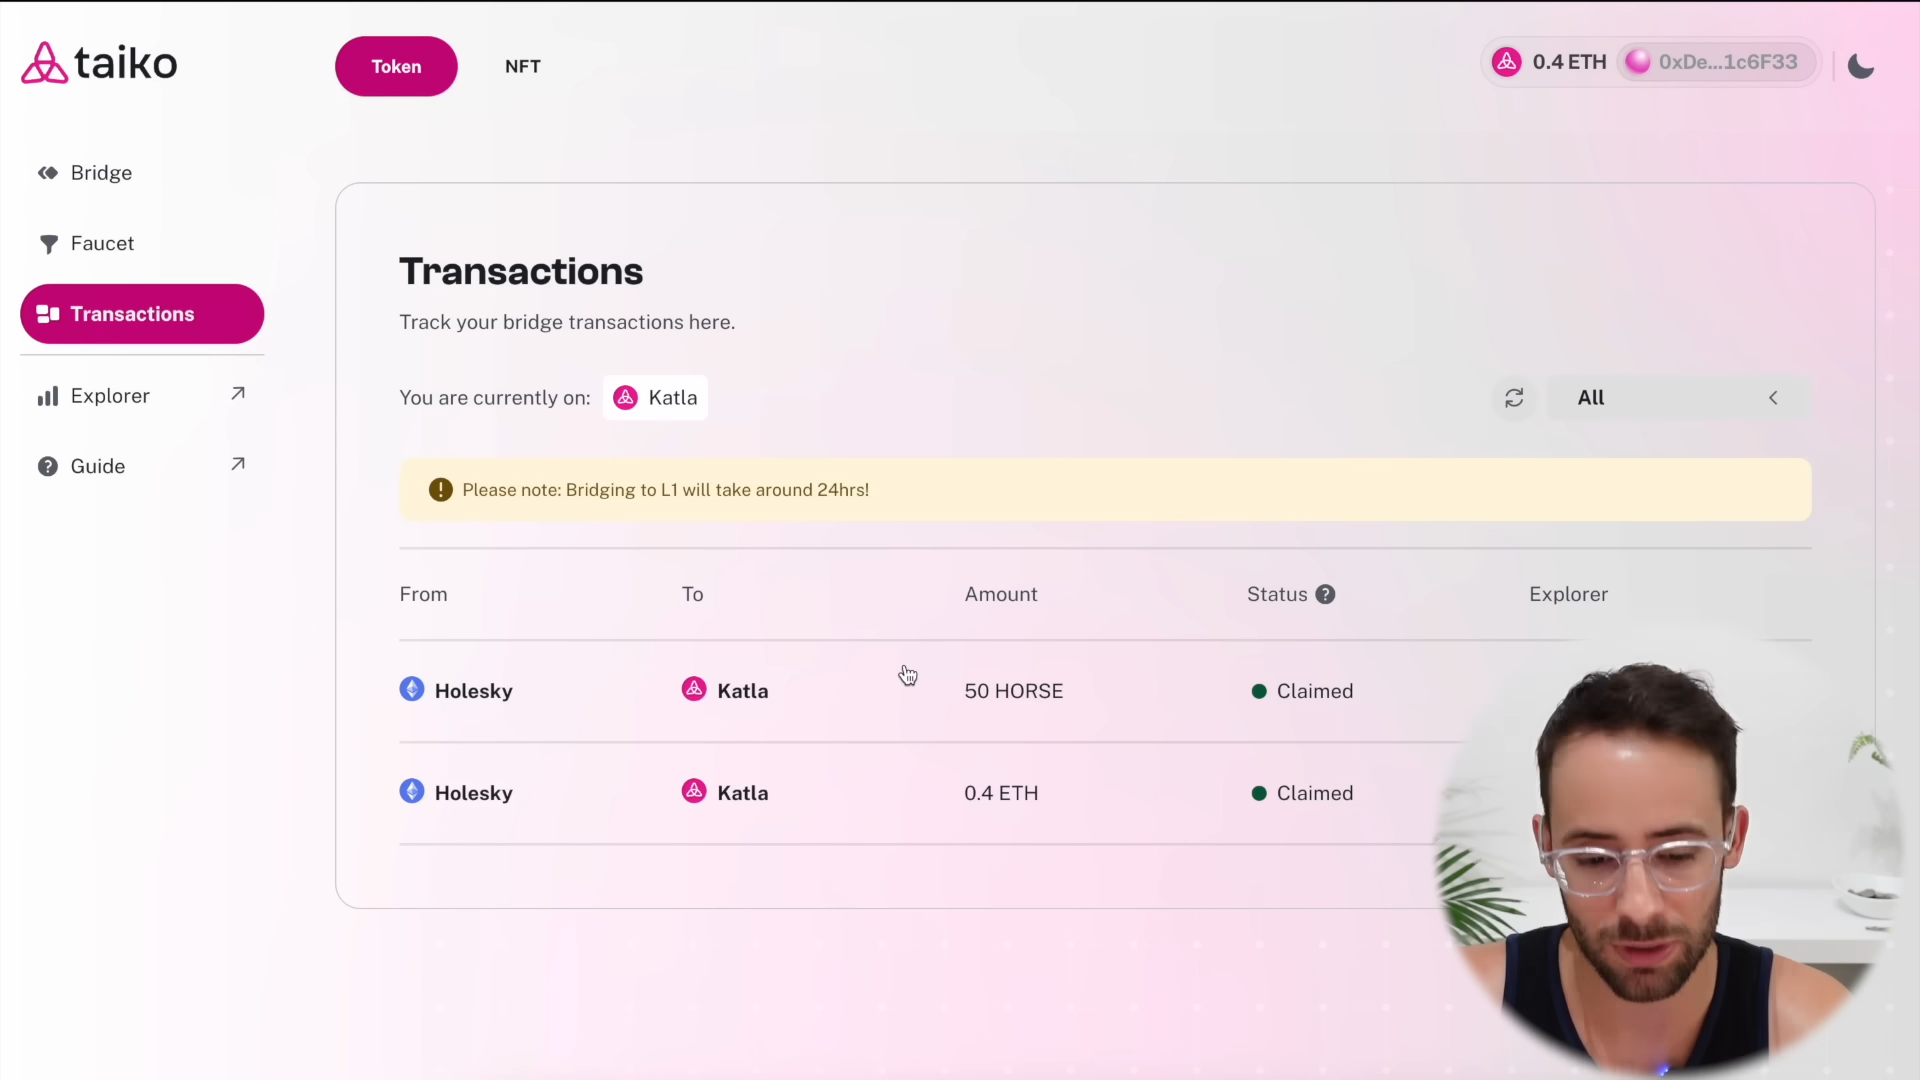 taiko
Token
NFT
0.4 ETH
0xDe...1c6F33
Bridge
Faucet
Transactions
Explorer
Guide
Transactions
Track your bridge transactions here.
You are currently on:
Katla
All
Please note: Bridging to L1 will take around 24hrs!
From To Amount Status Explorer
Holesky Katla 50 HORSE Claimed
Holesky Katla 0.4 ETH Claimed